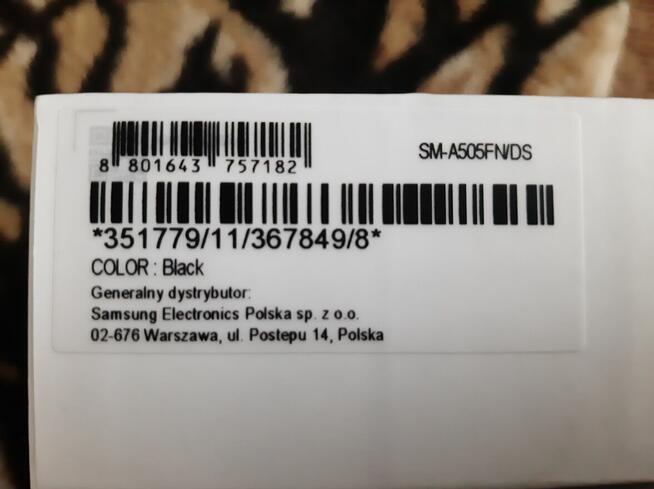 8 801643 757182
SM-A505FN/DS
*351779/11/367849/8*
COLOR : Black
Generalny dystrybutor:
Samsung Electronics Polska sp. z o.o.
02-676 Warszawa, ul. Postepu 14, Polska